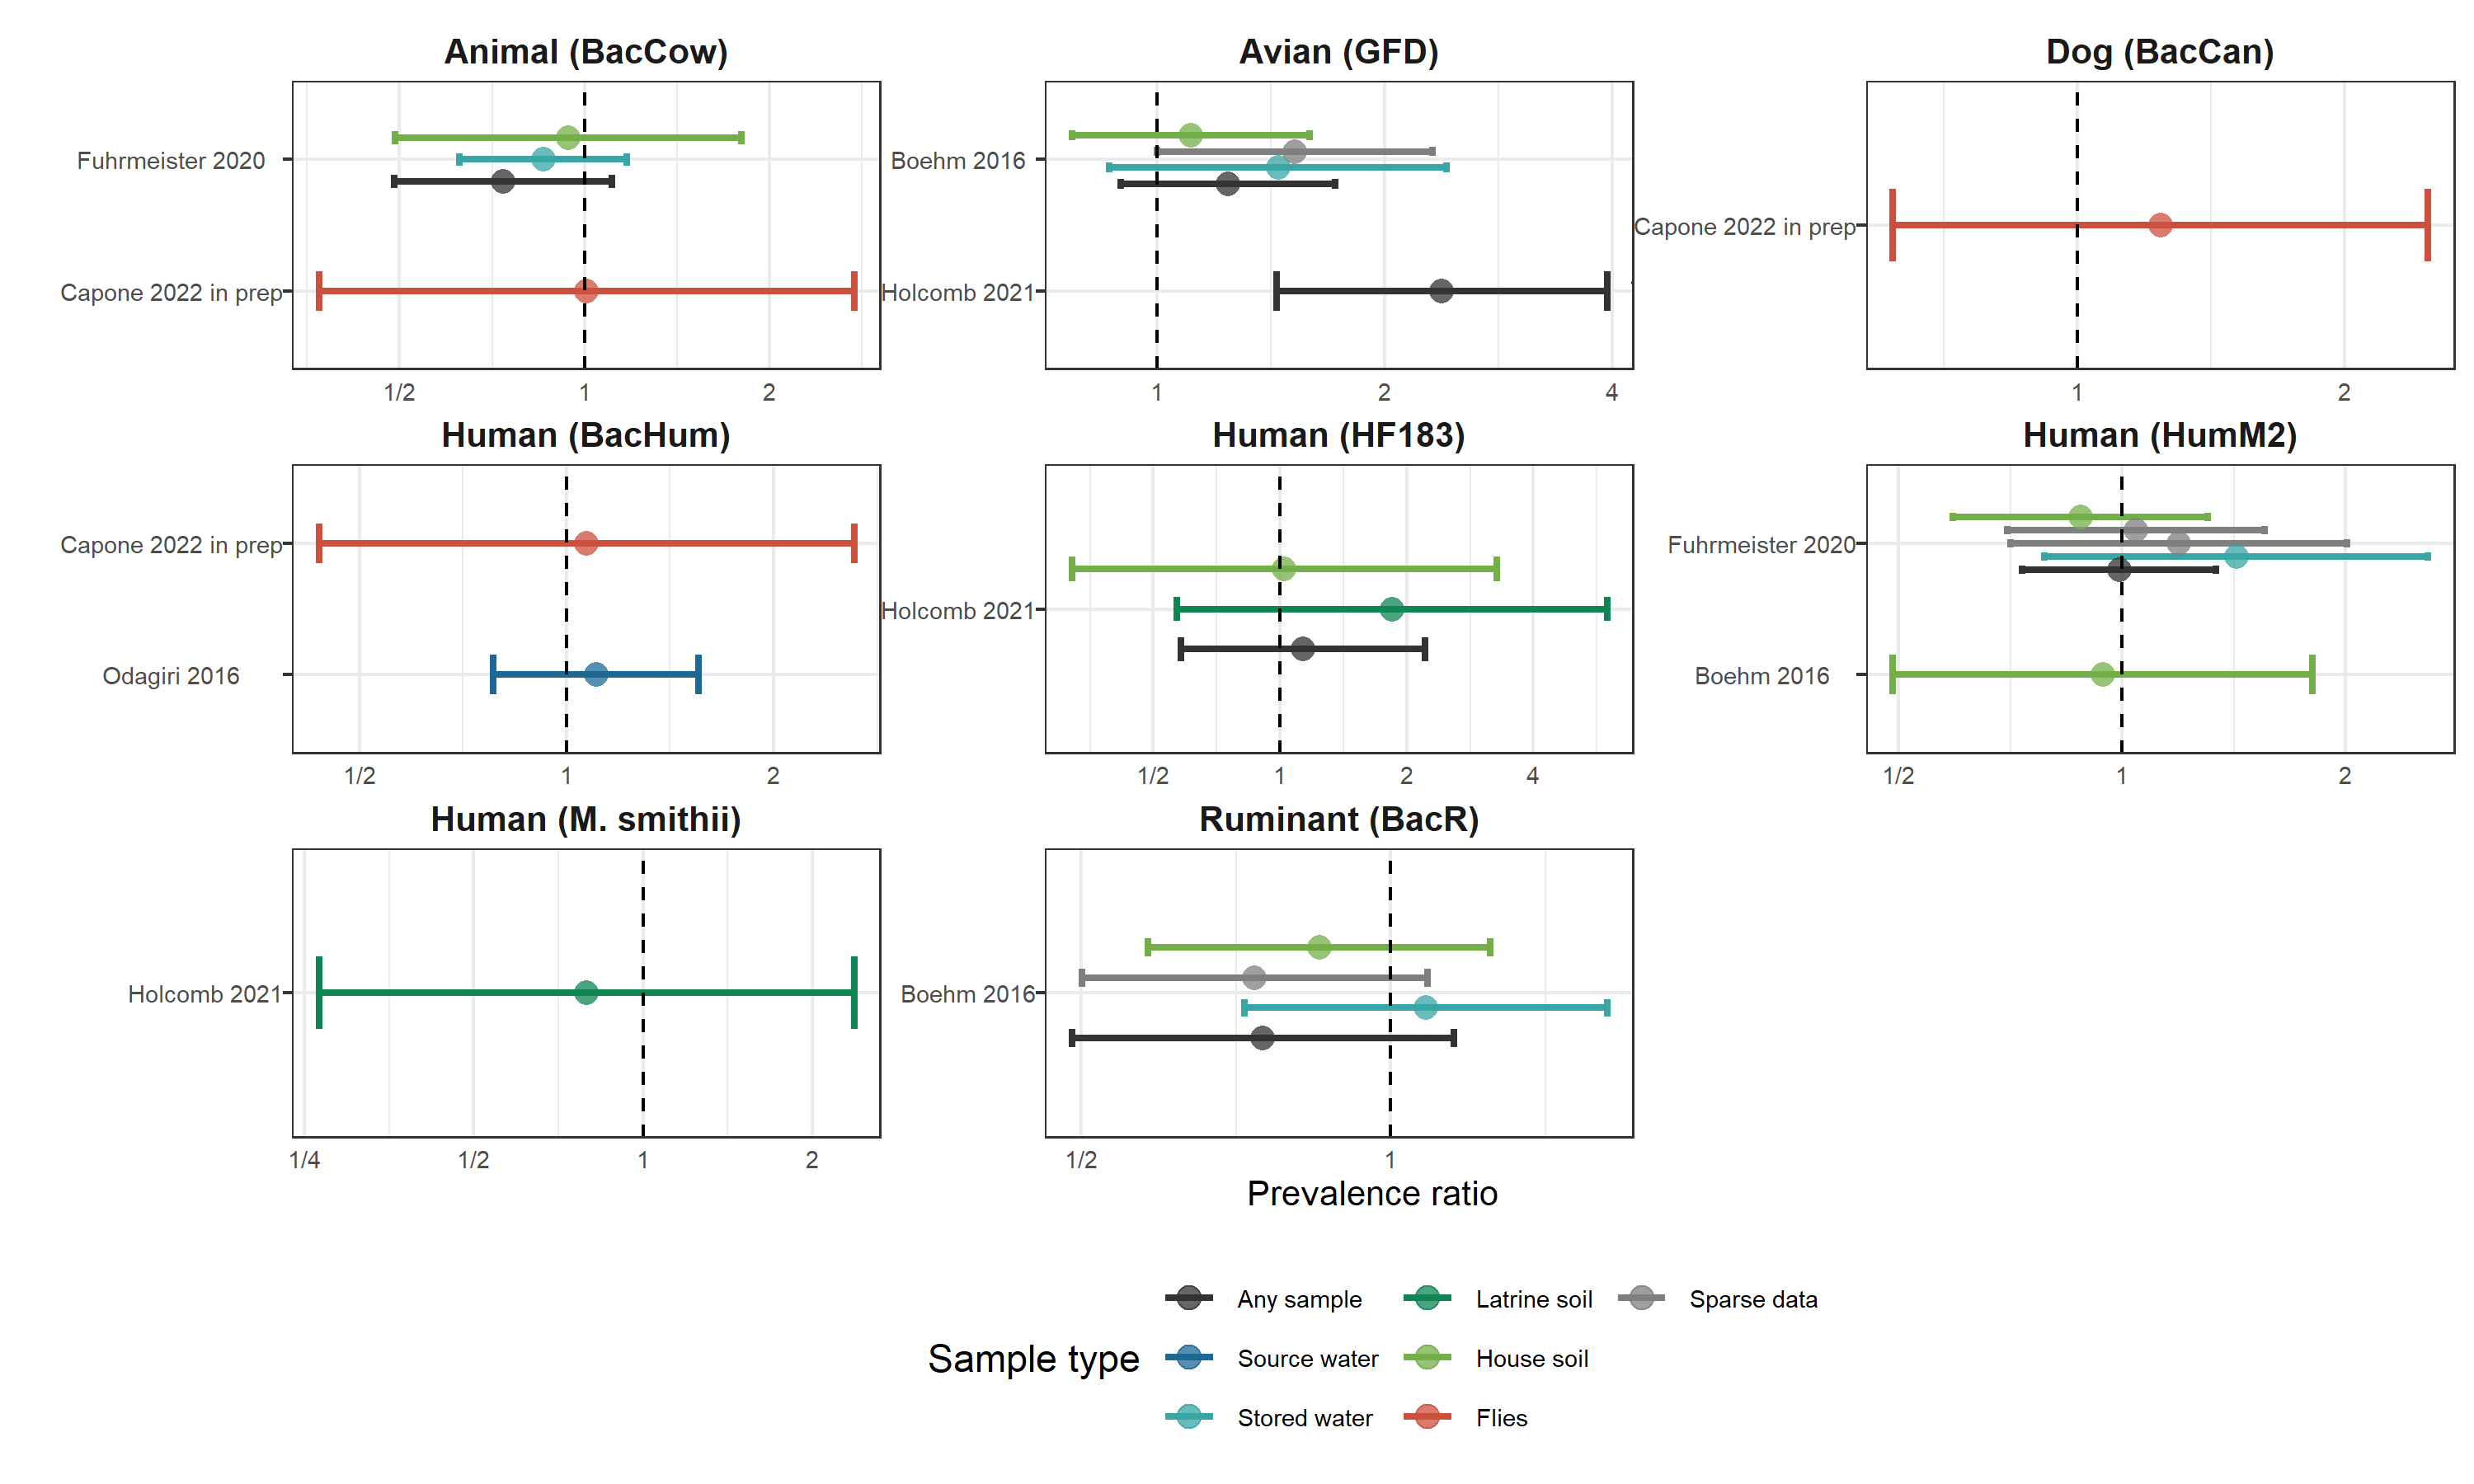 Animal (BacCow)
Avian (GFD)
Dog (BacCan)
Fuhrmeister 2020
Capone 2022 in prep
1/2
1
2
Boehm 2016
Holcomb 2021
1
2
4
Capone 2022 in prep
1
2
Human (BacHum)
Human (HF183)
Human (HumM2)
Capone 2022 in prep
Odagiri 2016
1/2
1
2
Holcomb 2021
1/2
1
2
4
Fuhrmeister 2020
Boehm 2016
1/2
1
2
Human (M. smithii)
Ruminant (BacR)
Holcomb 2021
1/4
1/2
1
2
Boehm 2016
1/2
1
Prevalence ratio
Sample type
Any sample
Source water
Stored water
Latrine soil
House soil
Flies
Sparse data